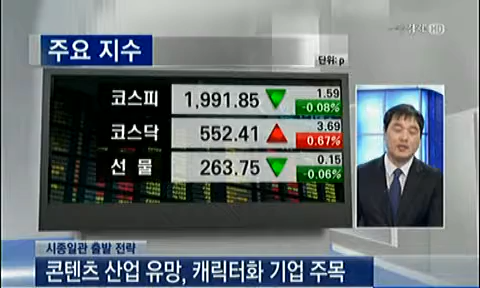 주요 지수
단위: p
코스피 1,991.85 ▼ 1.59 -0.08%
코스닥 552.41 ▲ 3.69 0.67%
선물 263.75 ▼ 0.15 -0.06%
시종일관 출발 전략
콘텐츠 산업 유망, 캐릭터화 기업 주목
HD